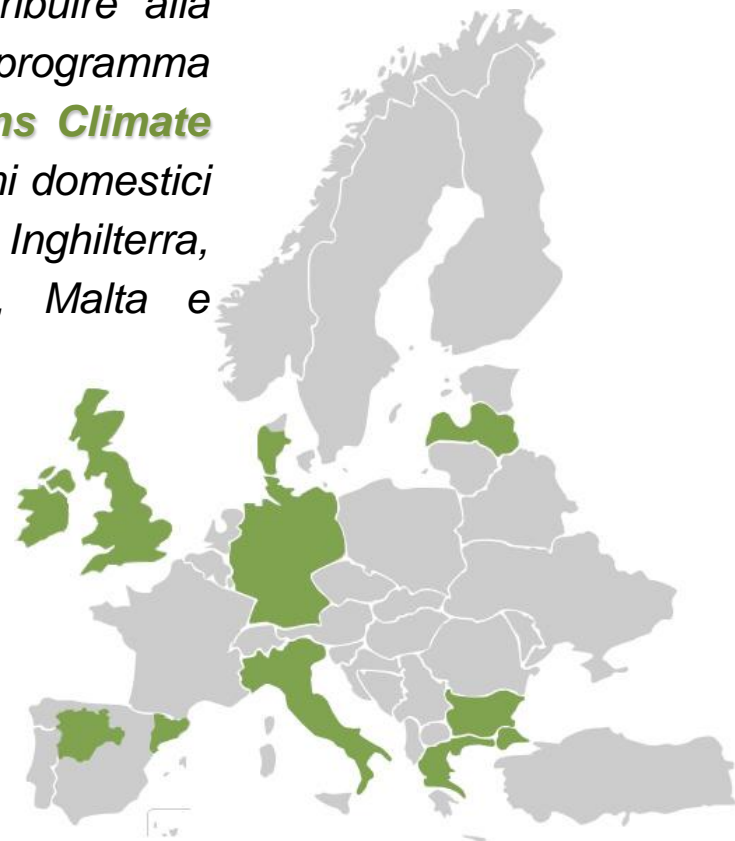 ribuire alla
programma
ns Climate
ni domestici
Inghilterra,
Malta e